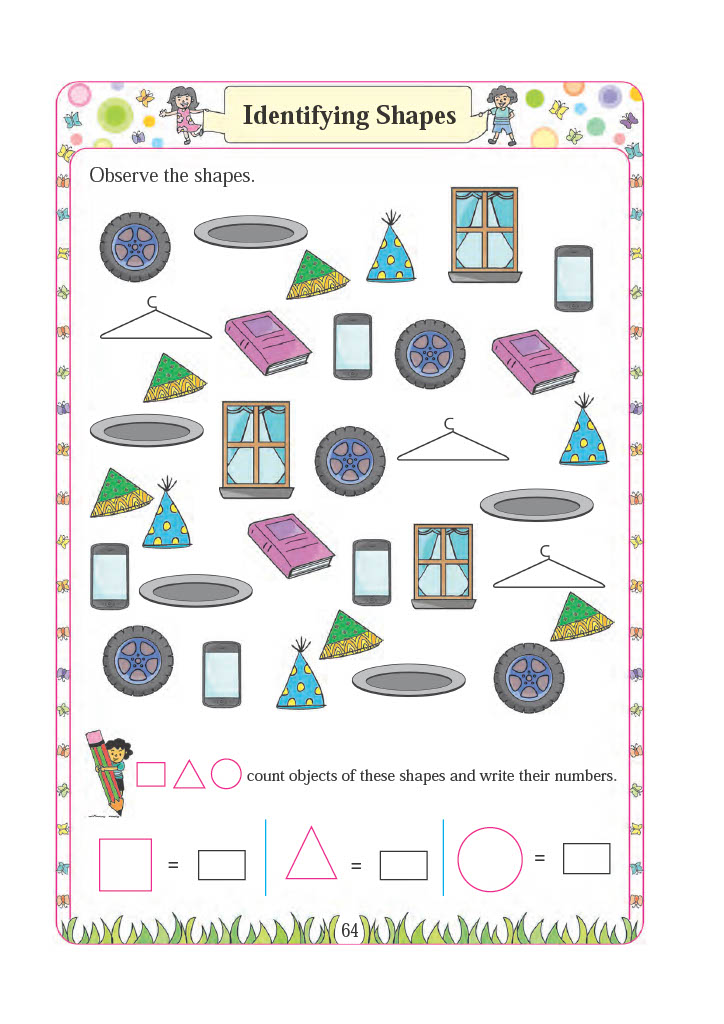 Identifying Shapes
Observe the shapes.
count objects of these shapes and write their numbers.
=
=
=
64